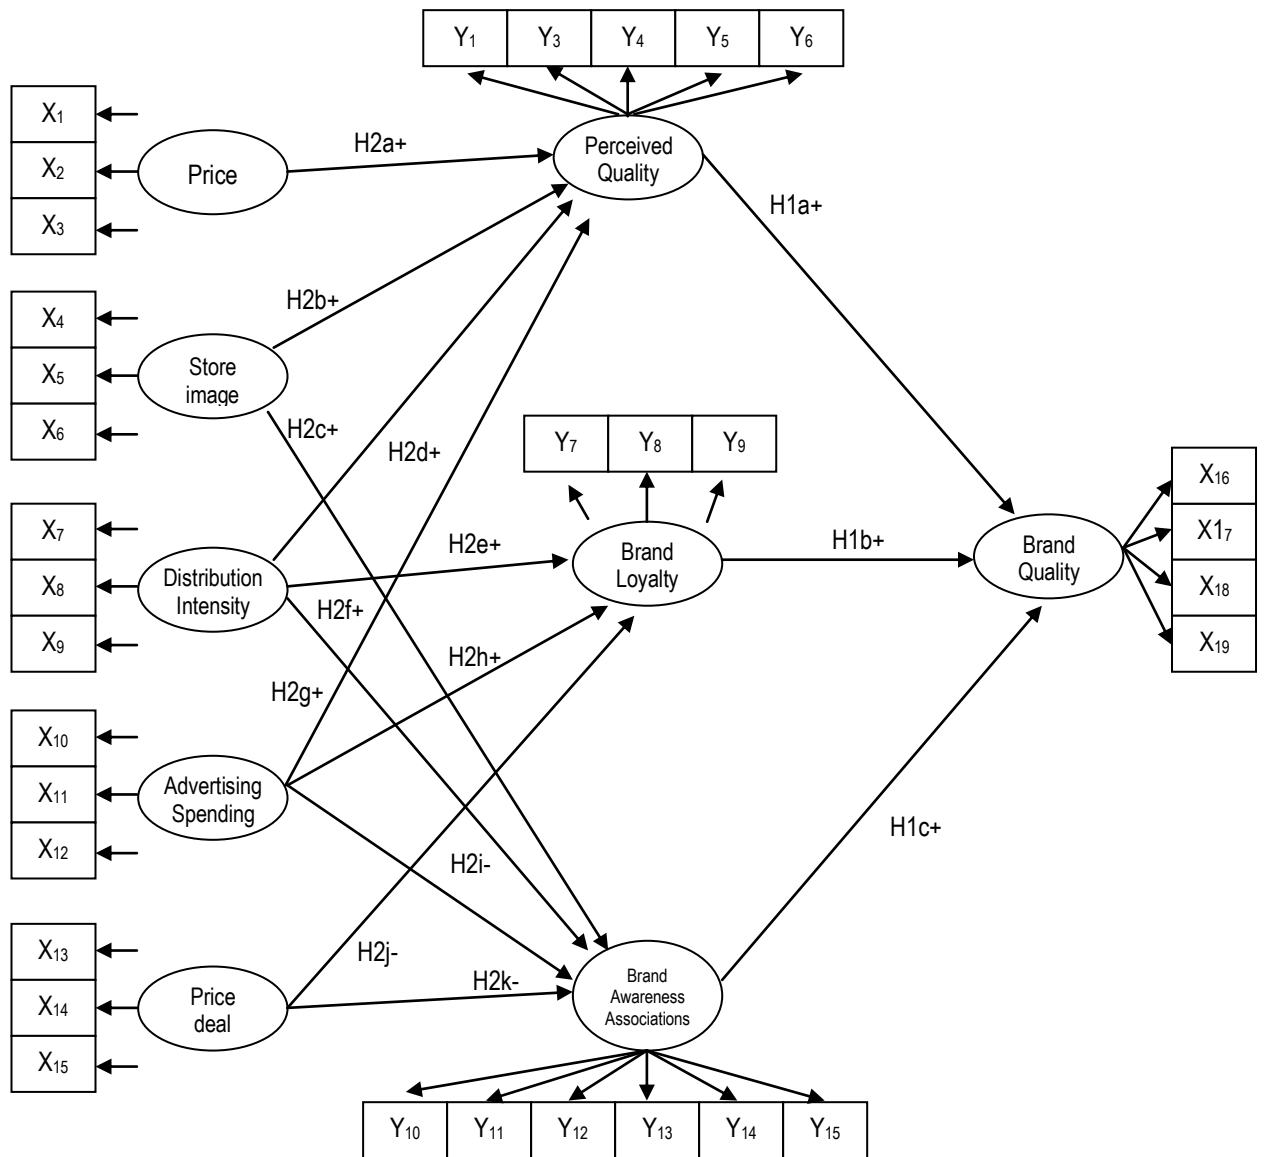 Y1 Y3 Y4 Y5 Y6
X1
X2
X3
Price
H2a+
Perceived
Quality
H1a+
X4
X5
X6
Store
image
H2b+
H2c+
H2d+
Y7 Y8 Y9
X7
X8
X9
Distribution
Intensity
H2e+
H2f+
Brand
Loyalty
H1b+
Brand
Quality
X16
X17
X18
X19
H2h+
H2g+
X10
X11
X12
Advertising
Spending
H2i-
H1c+
X13
X14
X15
Price
deal
H2j-
H2k-
Brand
Awareness
Associations
Y10 Y11 Y12 Y13 Y14 Y15